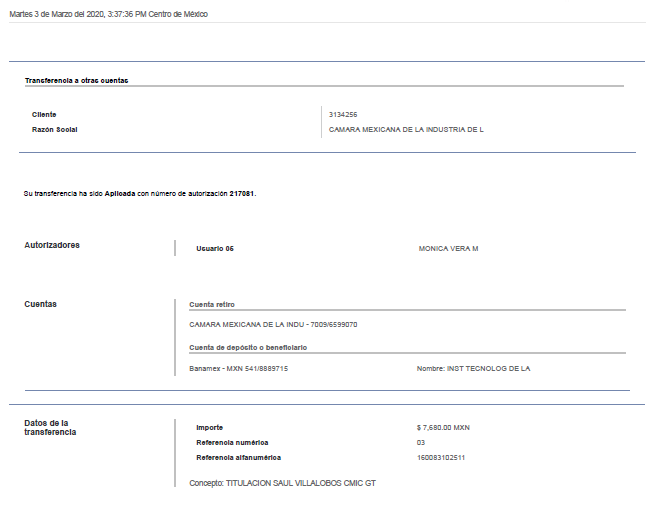 Martes 3 de Marzo del 2020, 3:37:36 PM Centro de México
Transferencia a otras cuentas
Cliente 3134256
Razón Social CAMARA MEXICANA DE LA INDUSTRIA DE L
Su transferencia ha sido Aplicada con número de autorización 217081.
Autorizadores Usuario 06 MONICA VERA M
Cuentas Cuenta retiro
CAMARA MEXICANA DE LA INDU - 7009/6599070
Cuenta de depósito o beneficiario
Banamex - MXN 541/8889715 Nombre: INST TECNOLOG DE LA
Datos de la transferencia
Importe $ 7,680.00 MXN
Referencia numérica 03
Referencia alfanumérica 160083102511
Concepto: TITULACION SAUL VILLALOBOS CMIC GT